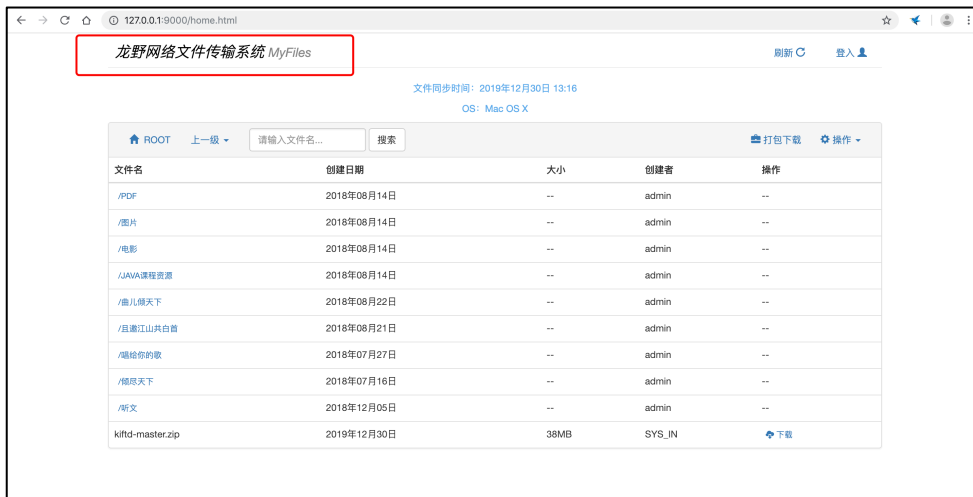 127.0.0.1:9000/home.html
龙野网络文件传输系统 MyFiles 刷新 登入
文件同步时间：2019年12月30日 13:16
OS：Mac OS X
ROOT 上一级 请输入文件名... 搜索 打包下载 操作
文件名 创建日期 大小 创建者 操作
/PDF 2018年08月14日 -- admin --
/图片 2018年08月14日 -- admin --
/电影 2018年08月14日 -- admin --
/JAVA课程资源 2018年08月14日 -- admin --
/曲儿倾天下 2018年08月22日 -- admin --
/且邀江山共白首 2018年08月21日 -- admin --
/唱给你的歌 2018年07月27日 -- admin --
/倾尽天下 2018年07月16日 -- admin --
/听文 2018年12月05日 -- admin --
kiftd-master.zip 2019年12月30日 38MB SYS_IN 下载